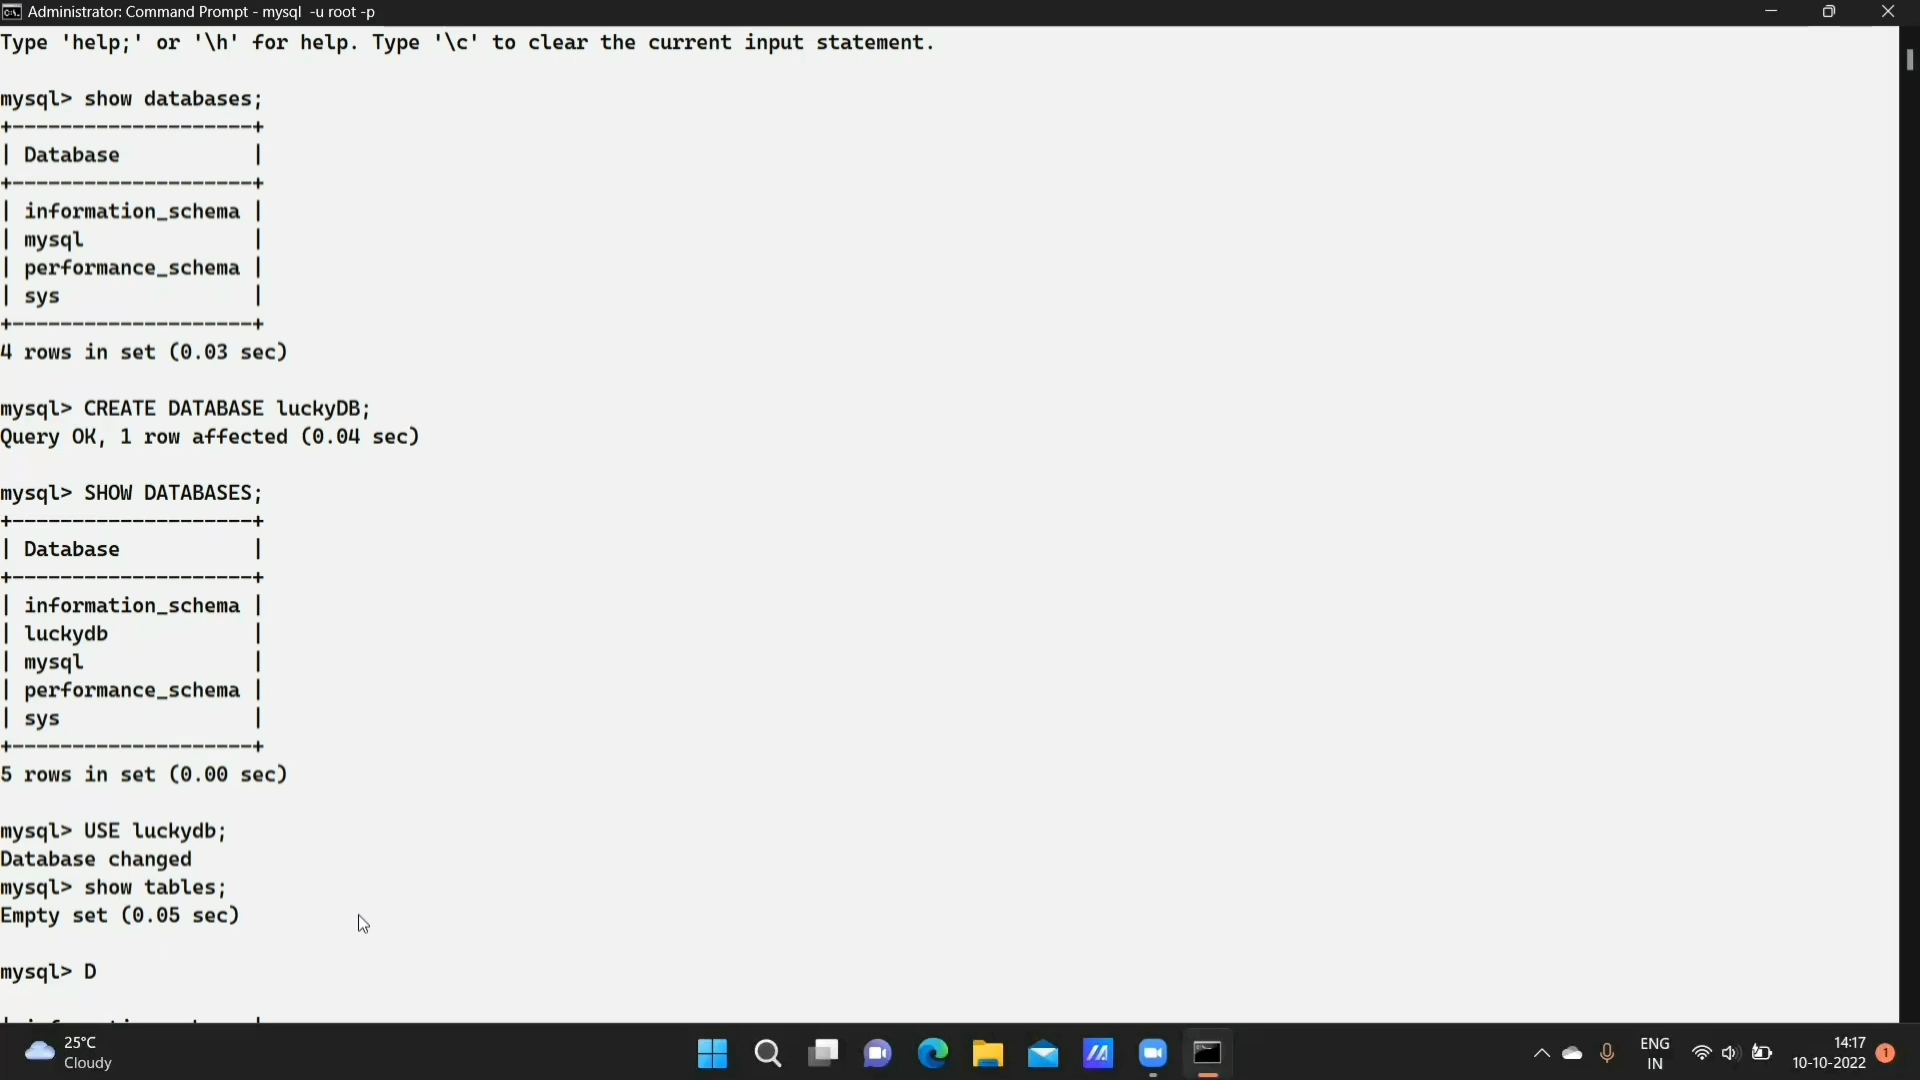 Administrator: Command Prompt - mysql -u root -p
Type 'help;' or '\h' for help. Type '\c' to clear the current input statement.
mysql> show databases;
+--------------------+
| Database           |
+--------------------+
| information_schema |
| mysql              |
| performance_schema |
| sys                |
+--------------------+
4 rows in set (0.03 sec)
mysql> CREATE DATABASE luckyDB;
Query OK, 1 row affected (0.04 sec)
mysql> SHOW DATABASES;
+--------------------+
| Database           |
+--------------------+
| information_schema |
| luckydb            |
| mysql              |
| performance_schema |
| sys                |
+--------------------+
5 rows in set (0.00 sec)
mysql> USE luckydb;
Database changed
mysql> show tables;
Empty set (0.05 sec)
mysql> D
25°C
Cloudy
ENG
IN
14:17
10-10-2022
1